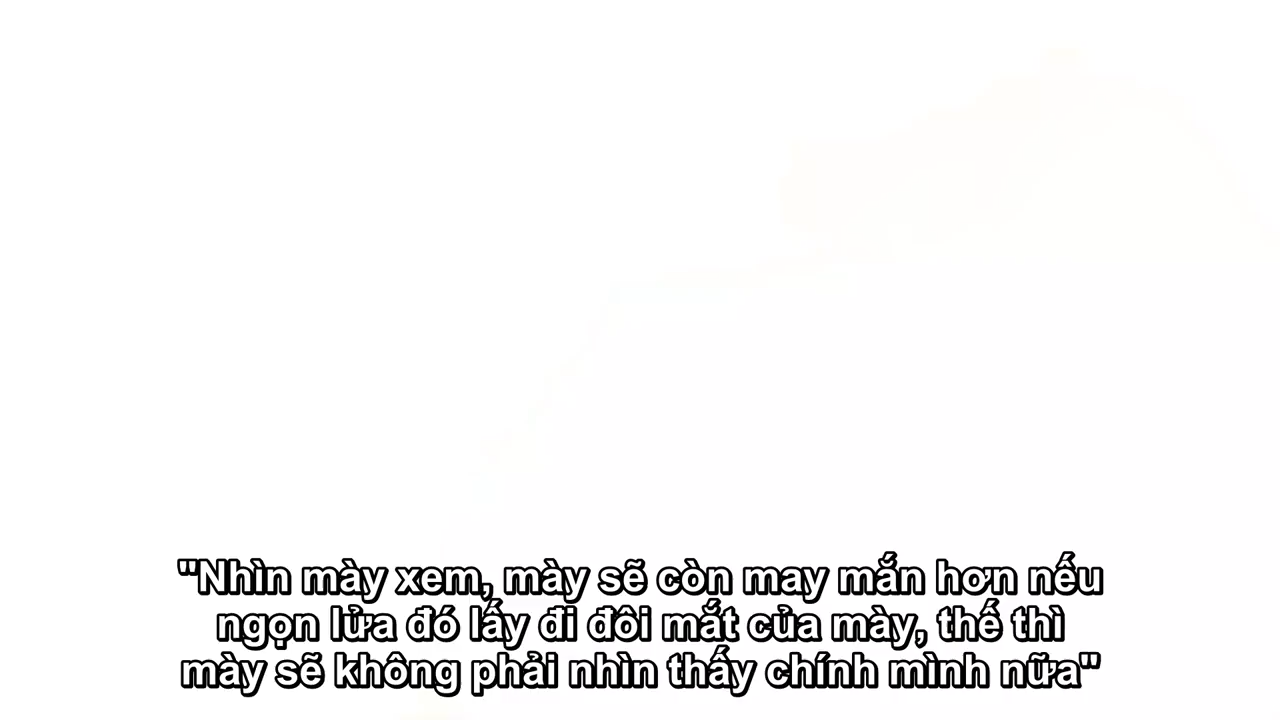 "Nhìn mày xem, mày sẽ còn may mắn hơn nếu
ngọn lửa đó lấy đi đôi mắt của mày, thế thì
mày sẽ không phải nhìn thấy chính mình nữa"